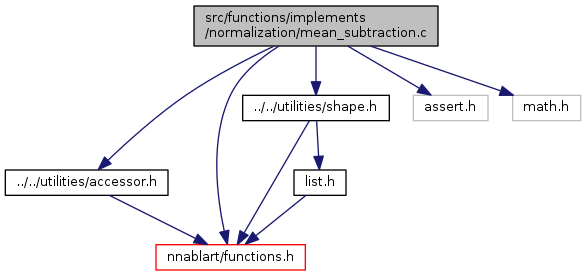 src/functions/implements
/normalization/mean_subtraction.c
../../utilities/shape.h
assert.h
math.h
../../utilities/accessor.h
list.h
nnablart/functions.h